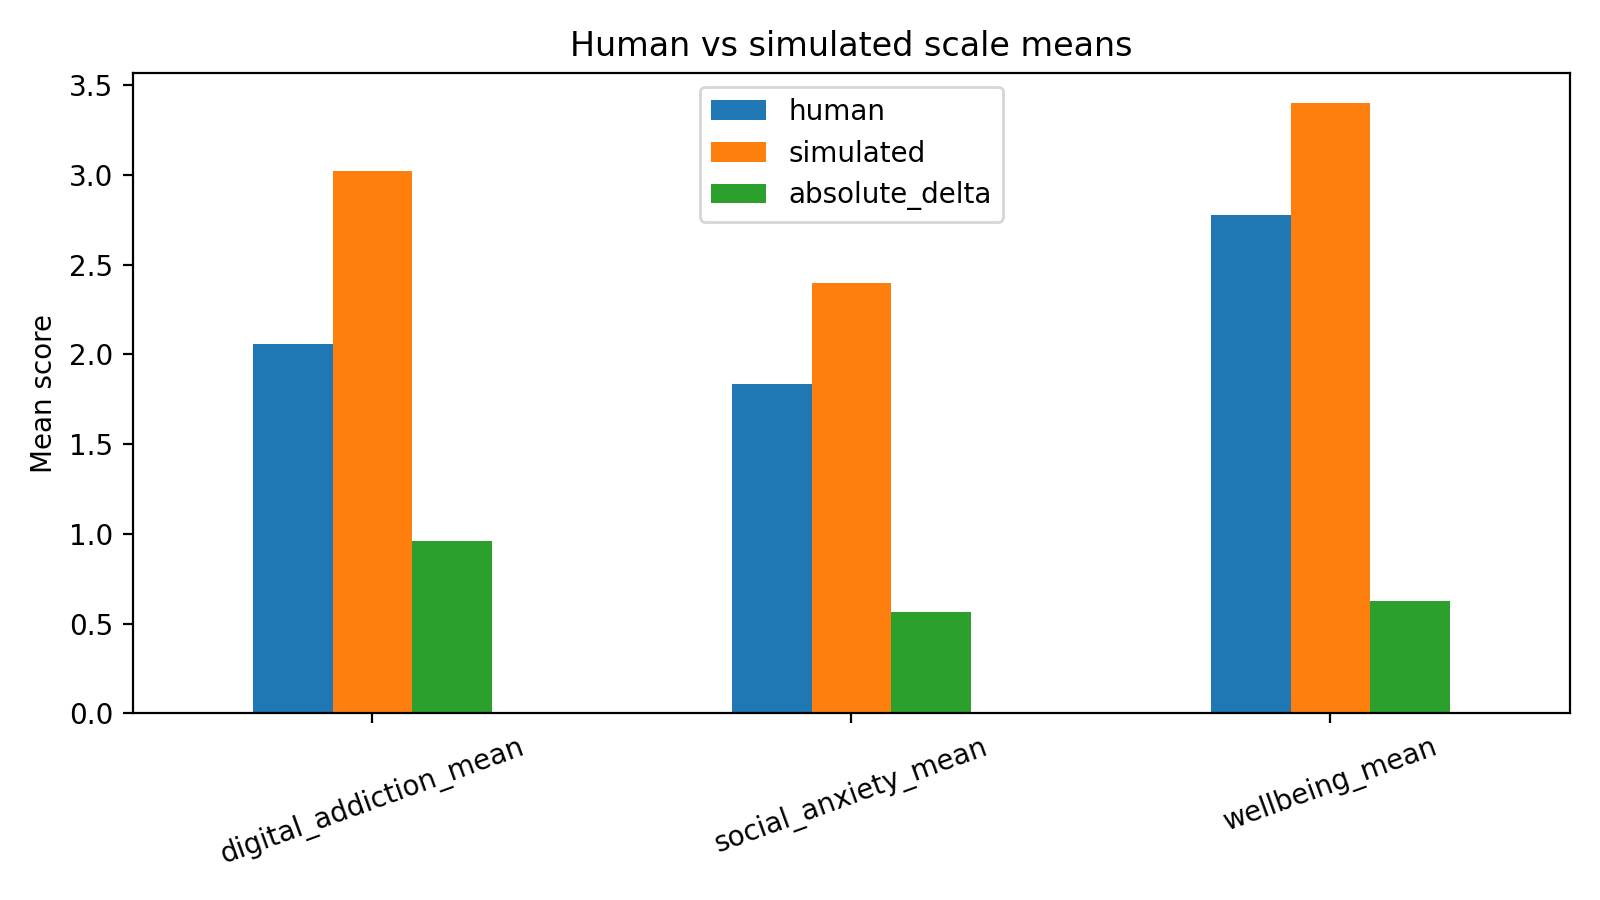 Human vs simulated scale means
human
simulated
absolute_delta
Mean score
3.5
3.0
2.5
2.0
1.5
1.0
0.5
0.0
digital_addiction_mean
social_anxiety_mean
wellbeing_mean